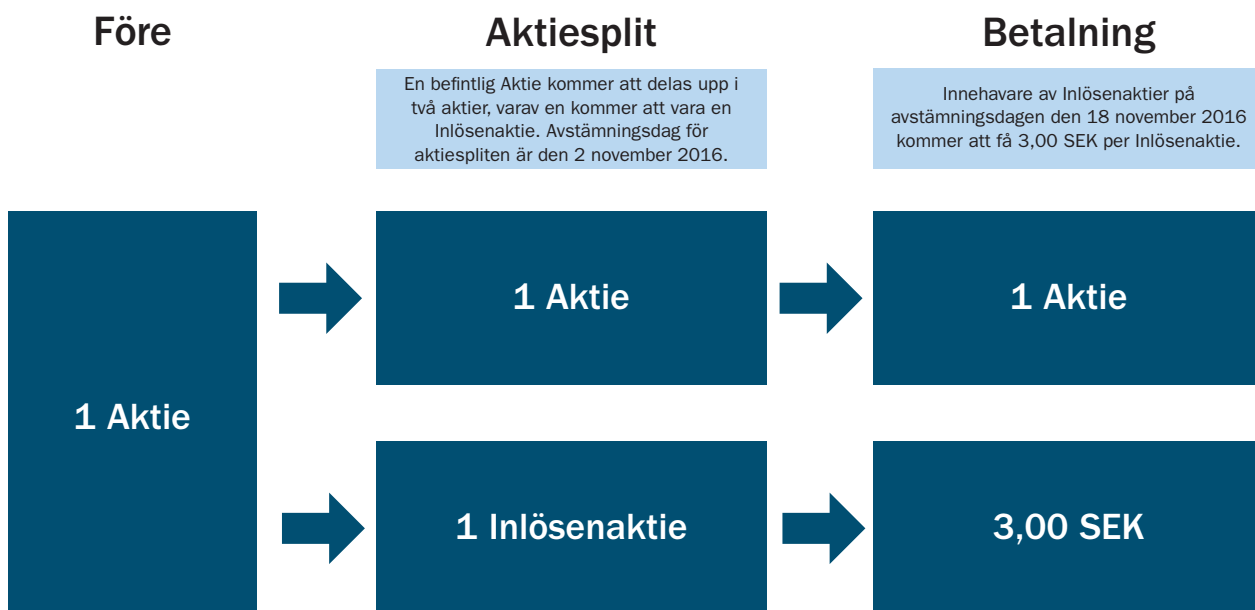 Före
Aktiesplit
Betalning
En befintlig Aktie kommer att delas upp i
två aktier, varav en kommer att vara en
Inlösenaktie. Avstämningsdag för
aktiespliten är den 2 november 2016.
Innehavare av Inlösenaktier på
avstämningsdagen den 18 november 2016
kommer att få 3,00 SEK per Inlösenaktie.
1 Aktie
1 Aktie
1 Aktie
1 Inlösenaktie
3,00 SEK